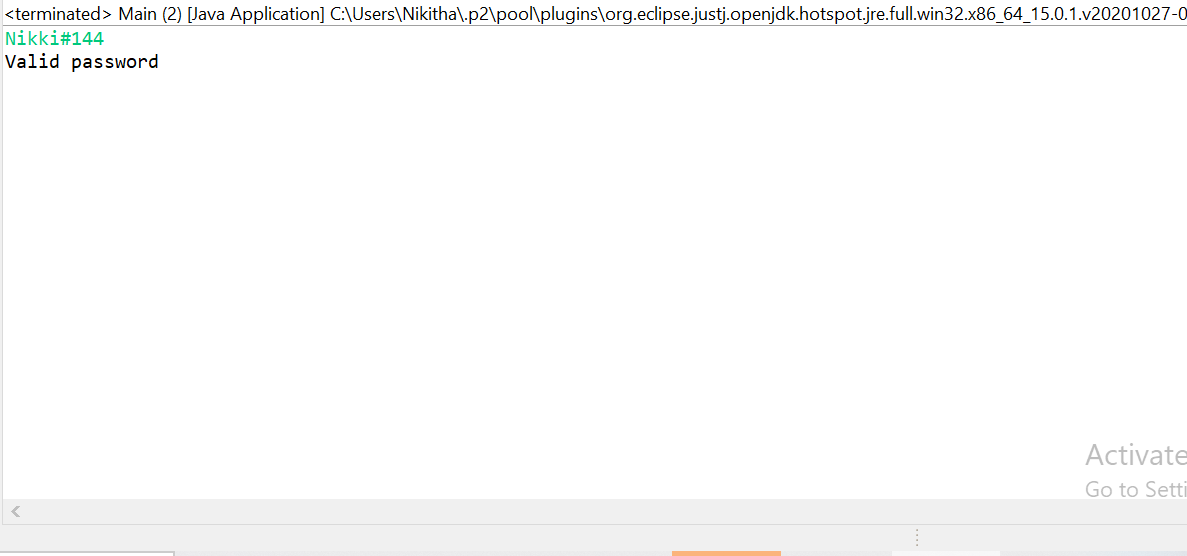 <terminated> Main (2) [Java Application] C:\Users\Nikitha\.p2\pool\plugins\org.eclipse.justj.openjdk.hotspot.jre.full.win32.x86_64_15.0.1.v20201027-0
Nikki#144
Valid password
Activate
Go to Setti